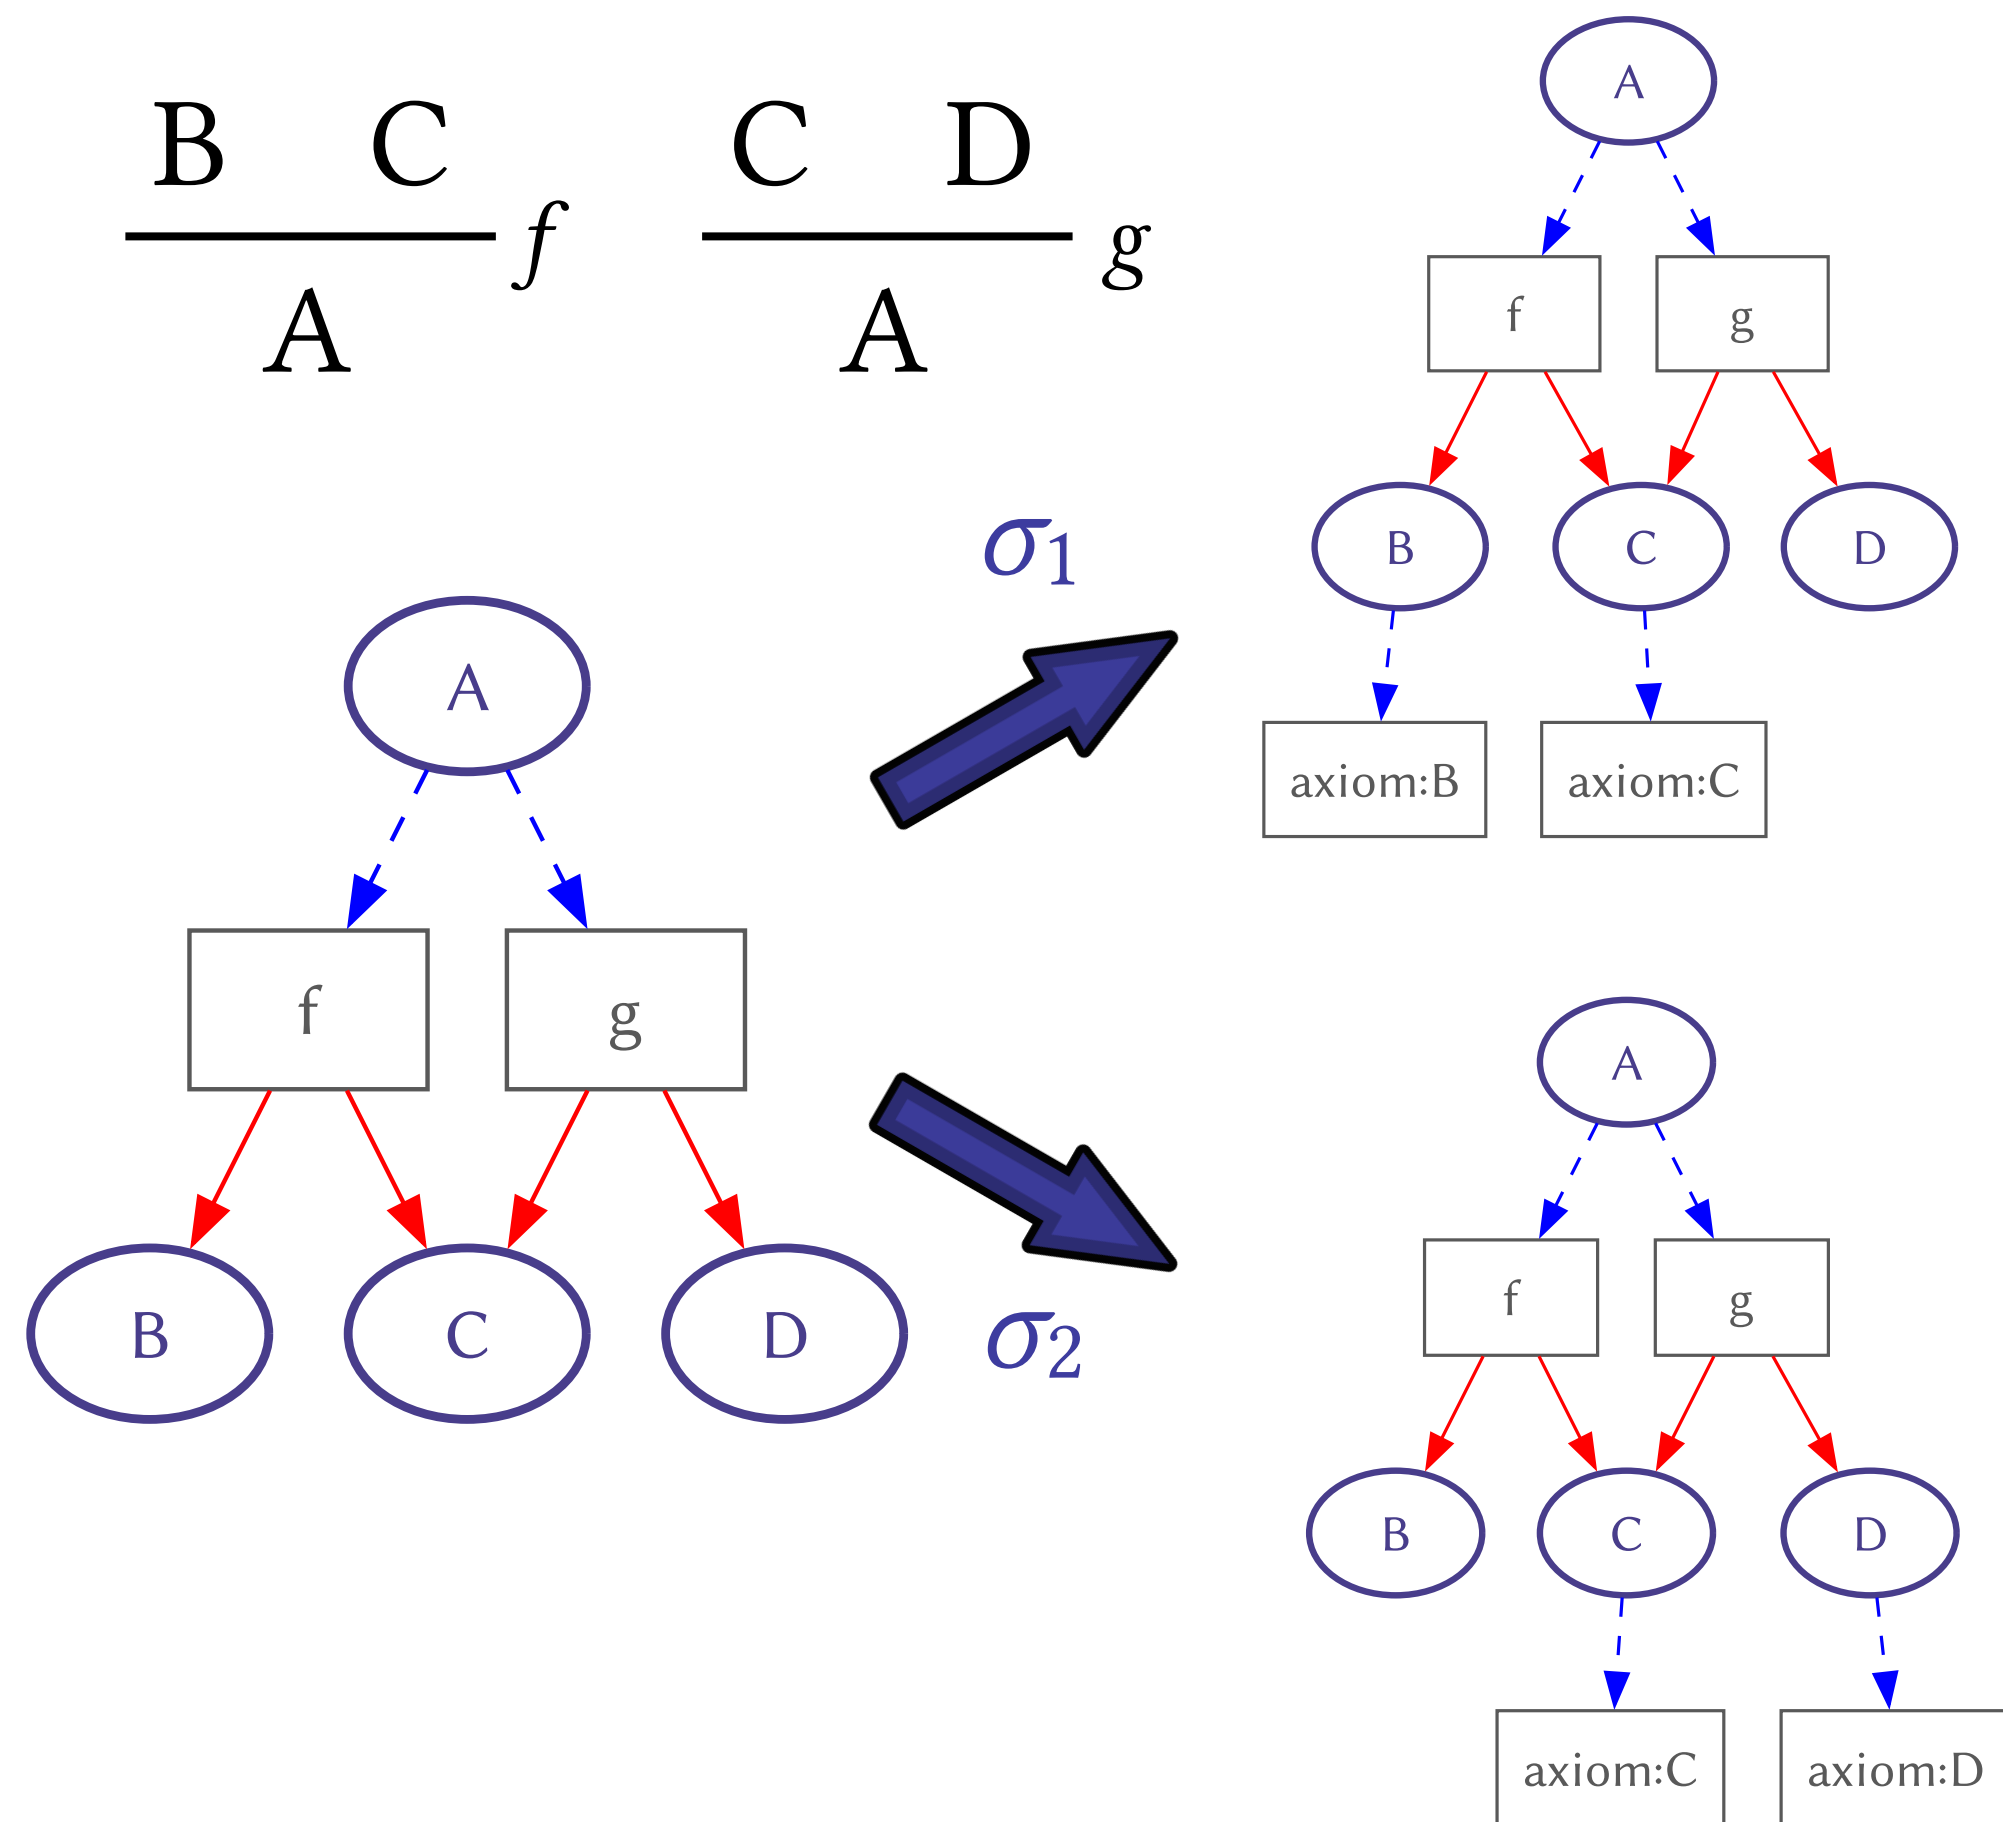 B C C D
f g
A A
σ1
A
f g
B C D
σ2
A
f g
B C D
axiom:B axiom:C
A
f g
B C D
axiom:C axiom:D